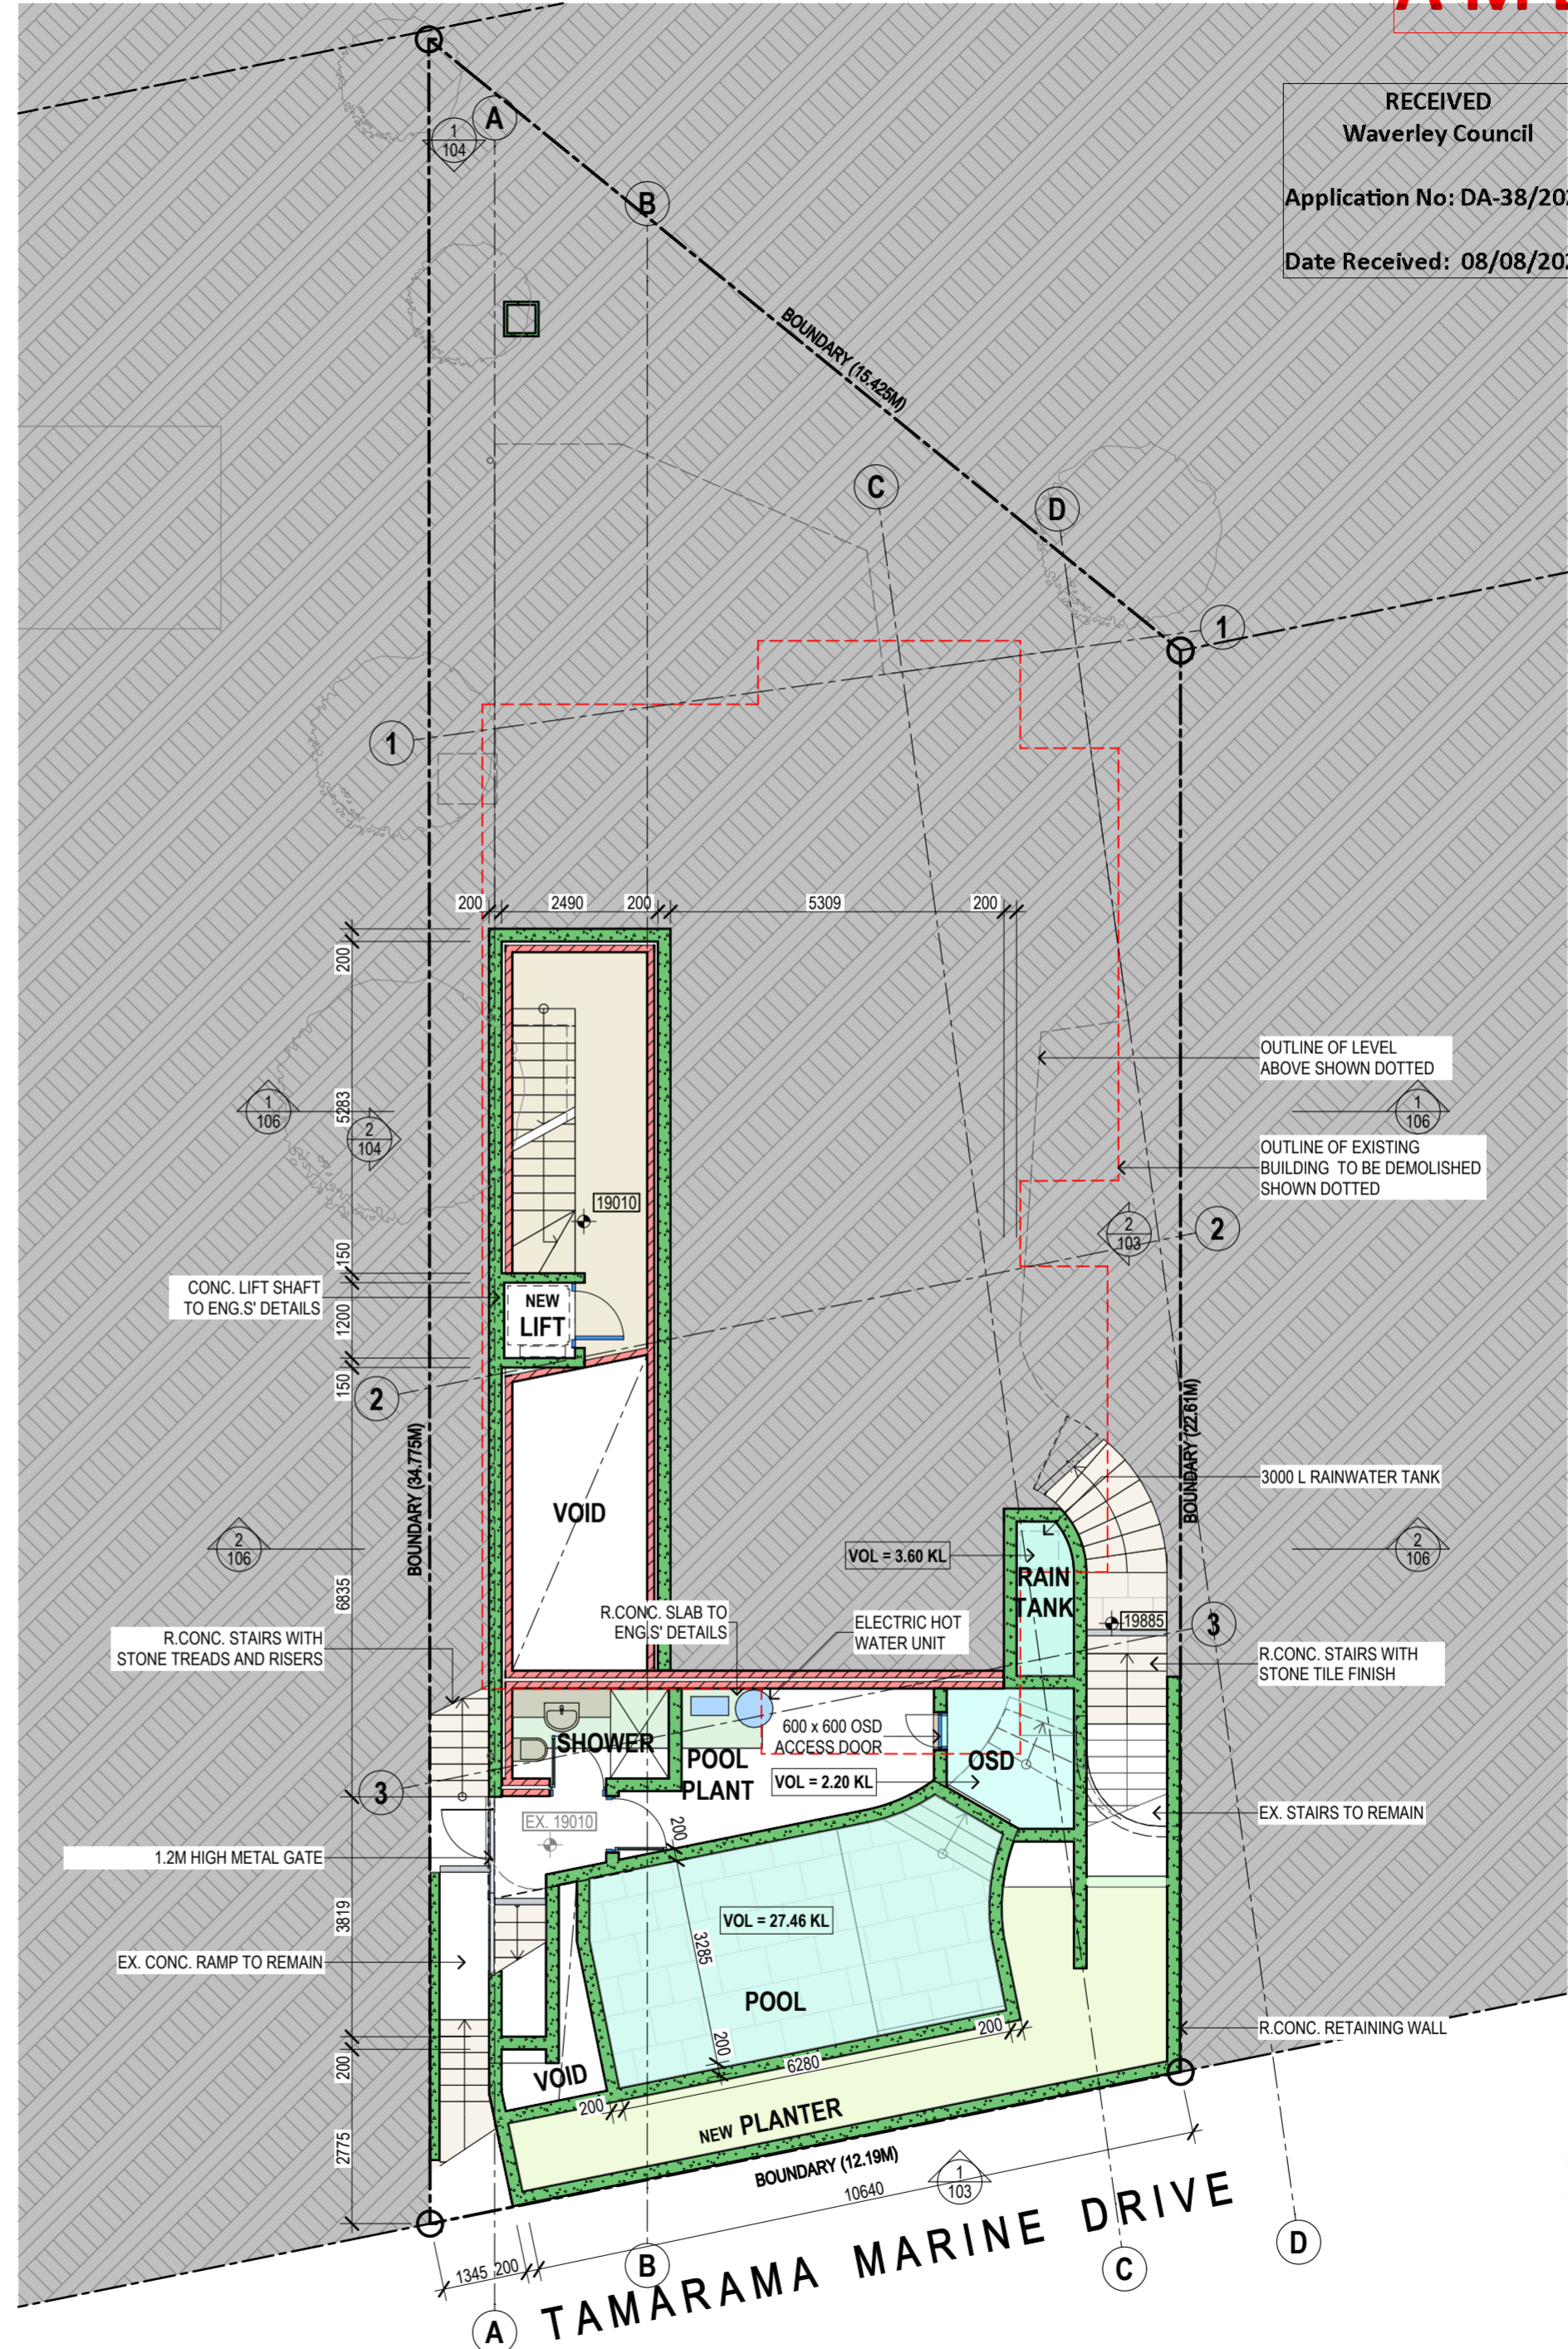 RECEIVED
Waverley Council
Application No: DA-38/202
Date Received: 08/08/202
A
1
104
B
BOUNDARY (15.425M)
C
D
1
1
200
2490
200
5309
200
200
OUTLINE OF LEVEL
ABOVE SHOWN DOTTED
1
106
5283
2
104
1
106
OUTLINE OF EXISTING
BUILDING TO BE DEMOLISHED
SHOWN DOTTED
19010
2
103
2
150
CONC. LIFT SHAFT
TO ENG.S' DETAILS
NEW
LIFT
1200
150
2
BOUNDARY (34.775M)
BOUNDARY (22.61M)
3000 L RAINWATER TANK
VOID
2
106
VOL = 3.60 KL
2
106
RAIN
TANK
6835
R.CONC. SLAB TO
ENG.S' DETAILS
ELECTRIC HOT
WATER UNIT
19885
3
R.CONC. STAIRS WITH
STONE TREADS AND RISERS
R.CONC. STAIRS WITH
STONE TILE FINISH
600 x 600 OSD
ACCESS DOOR
SHOWER
POOL
PLANT
OSD
VOL = 2.20 KL
3
EX. STAIRS TO REMAIN
EX. 19010
200
1.2M HIGH METAL GATE
3819
VOL = 27.46 KL
3285
EX. CONC. RAMP TO REMAIN
POOL
200
R.CONC. RETAINING WALL
200
200
6280
VOID
200
NEW PLANTER
2775
BOUNDARY (12.19M)
1
103
10640
1345
200
TAMARAMA MARINE DRIVE
A
B
C
D